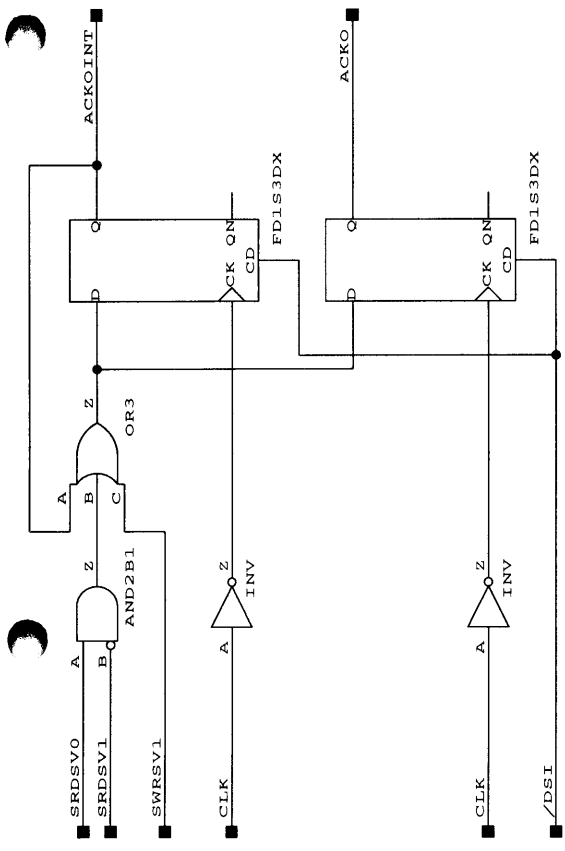 ACKOINT
ACKO
FD1S3DX
FD1S3DX
Q
QN
Q
QN
D
CK
CD
D
CK
CD
Z
OR3
A
B
C
Z
AND2B1
Z
INV
Z
INV
A
B
A
A
SRDSV0
SRDSV1
SWRSV1
CLK
CLK
/DSI